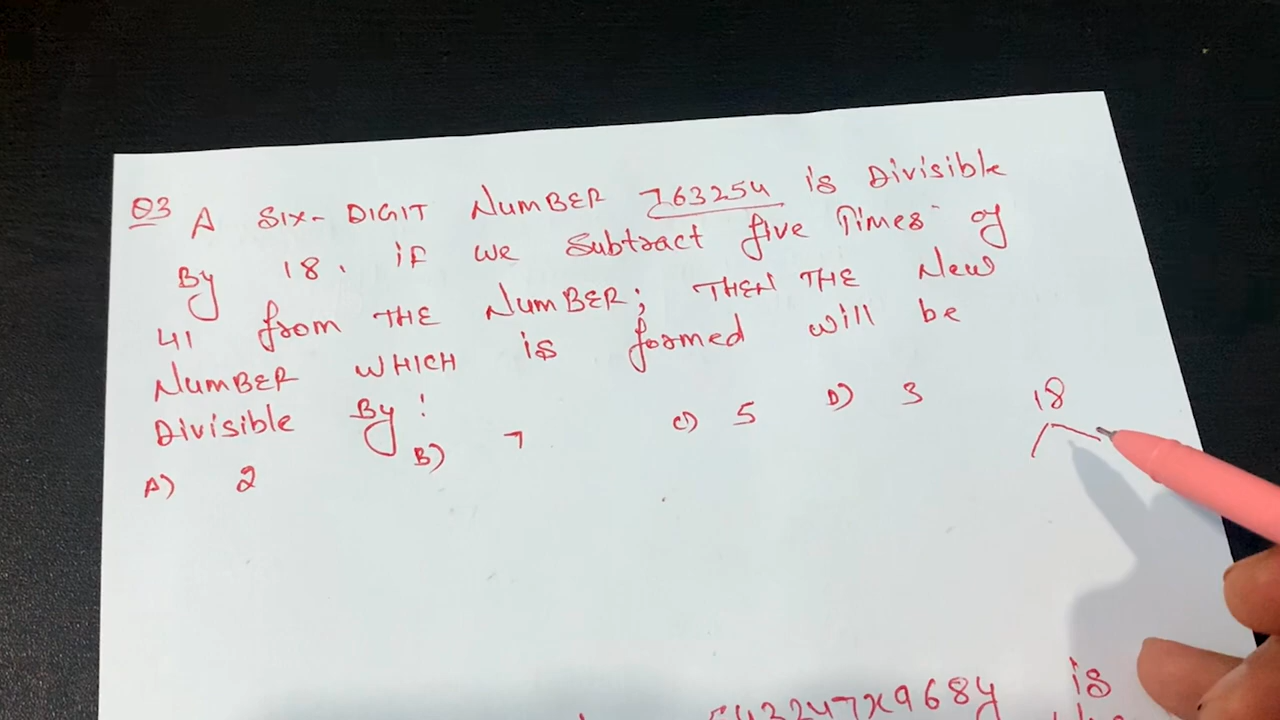 Q3 A SIX-DIGIT NUMBER 763254 is Divisible
By 18. if we Subtract five Times of
41 from THE NUMBER; THEN THE New
NUMBER WHICH is formed will be
Divisible By!
A) 2 B) 7 C) 5 D) 3
18
543247x9684 is